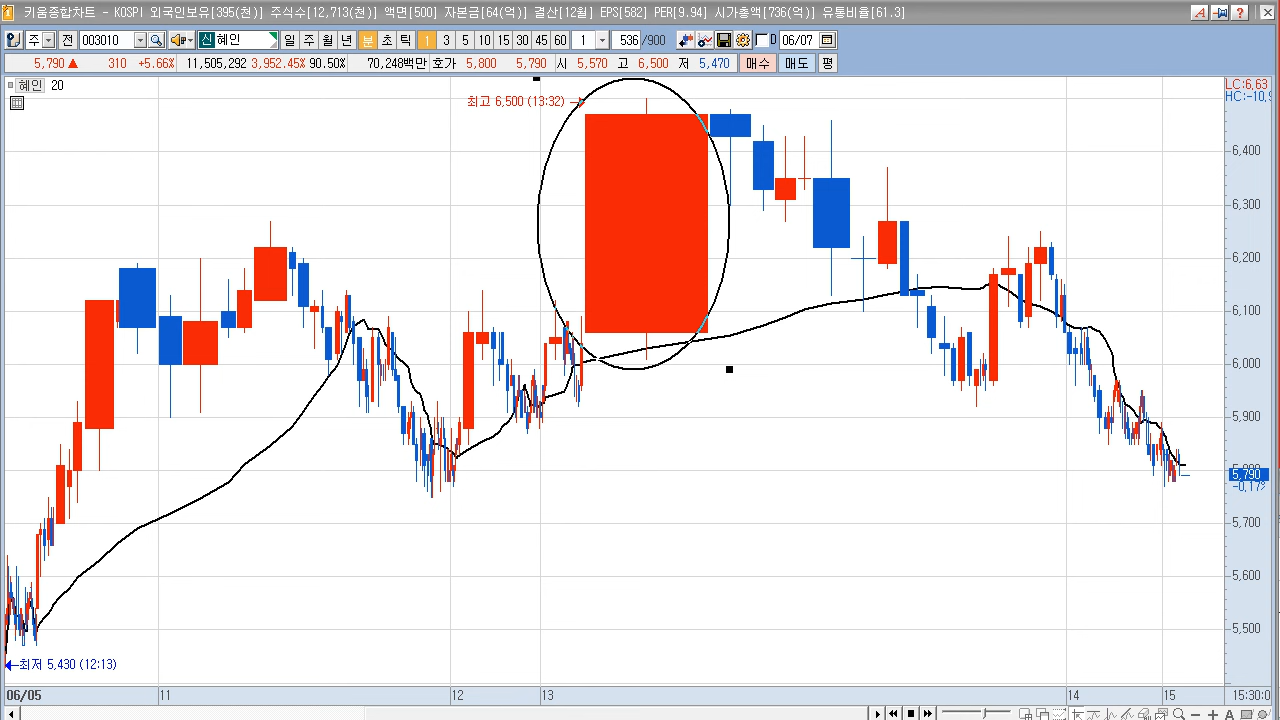 키움종합차트 - KOSPI 외국인보유[395(천)] 주식수[12,713(천)] 액면[500] 자본금[64(억)] 결산[12월] EPS[582] PER[9.94] 시가총액[736(억)] 유통비율[61.3]
주 전 003010 신 혜인 일 주 월 년 분 초 틱 1 3 5 10 15 30 45 60 1 536 /900 D 06/07
5,790 ▲ 310 +5.66% 11,505,292 3,952.45% 90.50% 70,248백만 호가 5,800 5,790 시 5,570 고 6,500 저 5,470 매수 매도 평
혜인 20
LC:6,63
HC:-10,9
최고 6,500 (13:32)
6,400
6,300
6,200
6,100
6,000
5,900
5,790
-0,17%
5,700
5,600
5,500
최저 5,430 (12:13)
06/05 11 12 13 14 15 15:30:0